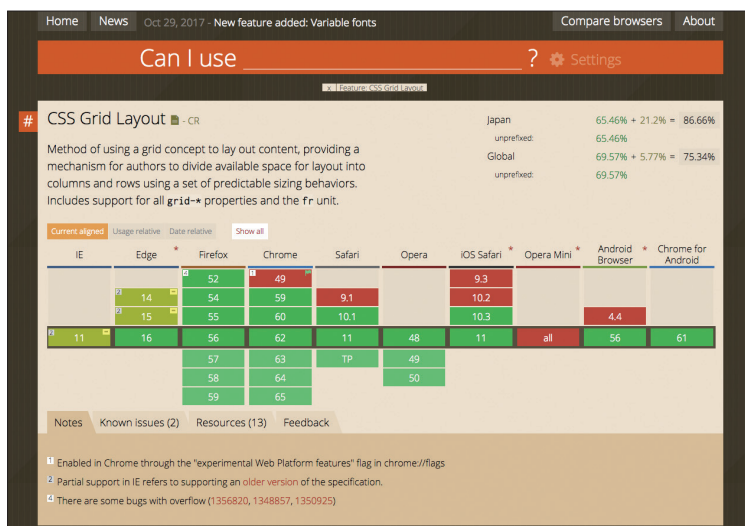 Home News Oct 29, 2017 - New feature added: Variable fonts Compare browsers About
Can I use ? Settings
x Feature: CSS Grid Layout
# CSS Grid Layout - CR
Method of using a grid concept to lay out content, providing a
mechanism for authors to divide available space for layout into
columns and rows using a set of predictable sizing behaviors.
Includes support for all grid-* properties and the fr unit.
Japan 65.46% + 21.2% = 86.66%
unprefixed: 65.46%
Global 69.57% + 5.77% = 75.34%
unprefixed: 69.57%
Current aligned Usage relative Date relative Show all
IE Edge * Firefox Chrome Safari Opera iOS Safari * Opera Mini * Android Browser * Chrome for Android
4 52 1 49 9.3
2 14 54 59 9.1 10.2
2 15 55 60 10.1 10.3 4.4
2 11 16 56 62 11 48 11 all 56 61
57 63 TP 49
58 64 50
59 65
Notes Known issues (2) Resources (13) Feedback
1 Enabled in Chrome through the "experimental Web Platform features" flag in chrome://flags
2 Partial support in IE refers to supporting an older version of the specification.
4 There are some bugs with overflow (1356820, 1348857, 1350925)